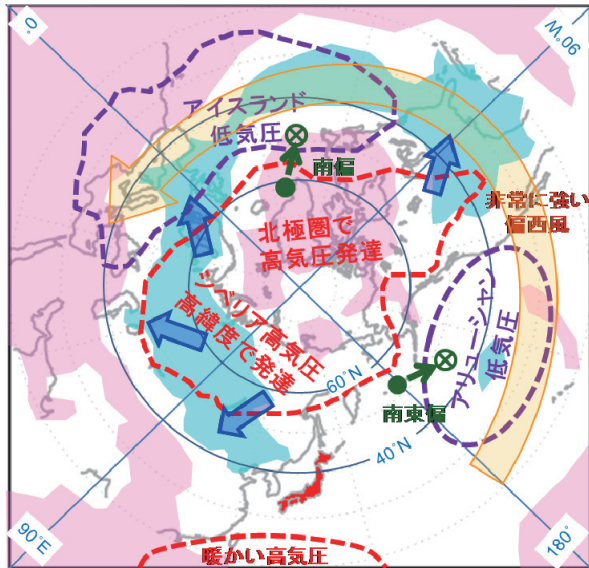 0°
90°W
アイスランド
低気圧
南偏
非常に強い
偏西風
北極圏で
高気圧発達
シベリア高気圧
高緯度で発達
アリューシャン
低気圧
60°N
南東偏
40°N
90°E
180°
暖かい高気圧